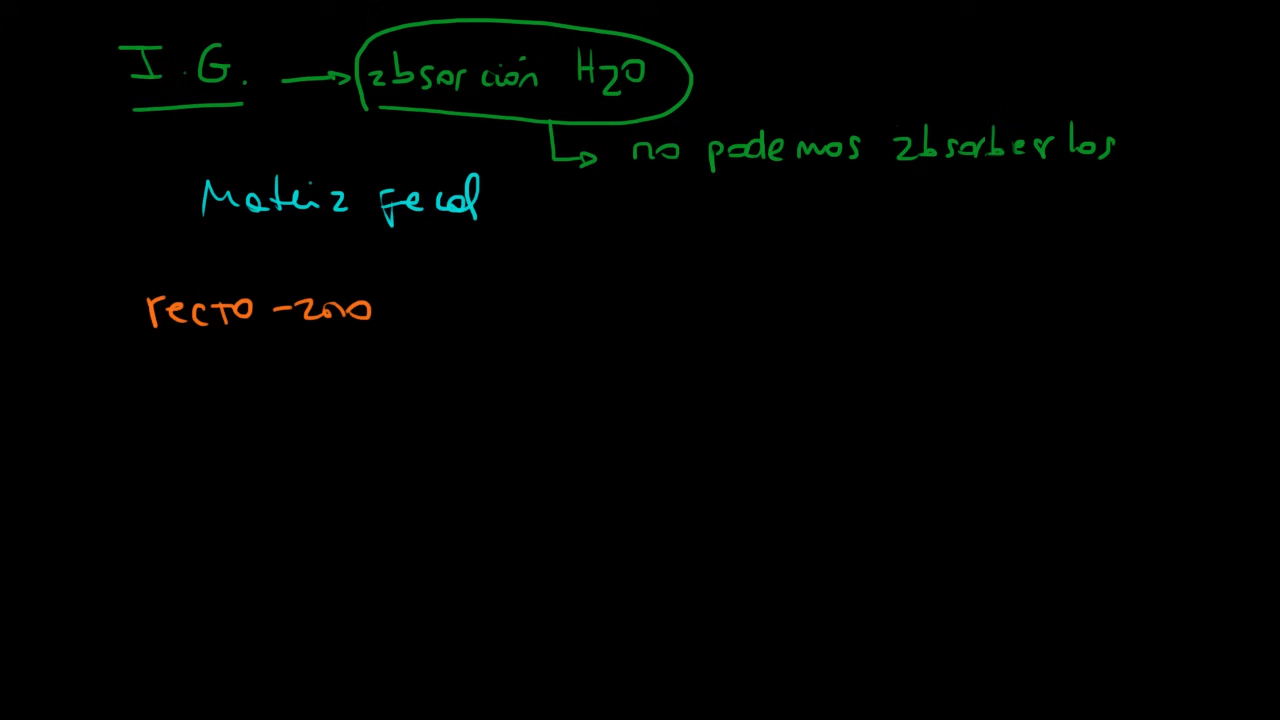 I.G. → absorción H2O
no podemos absorberlos
Matriz Fecal
recto - ano